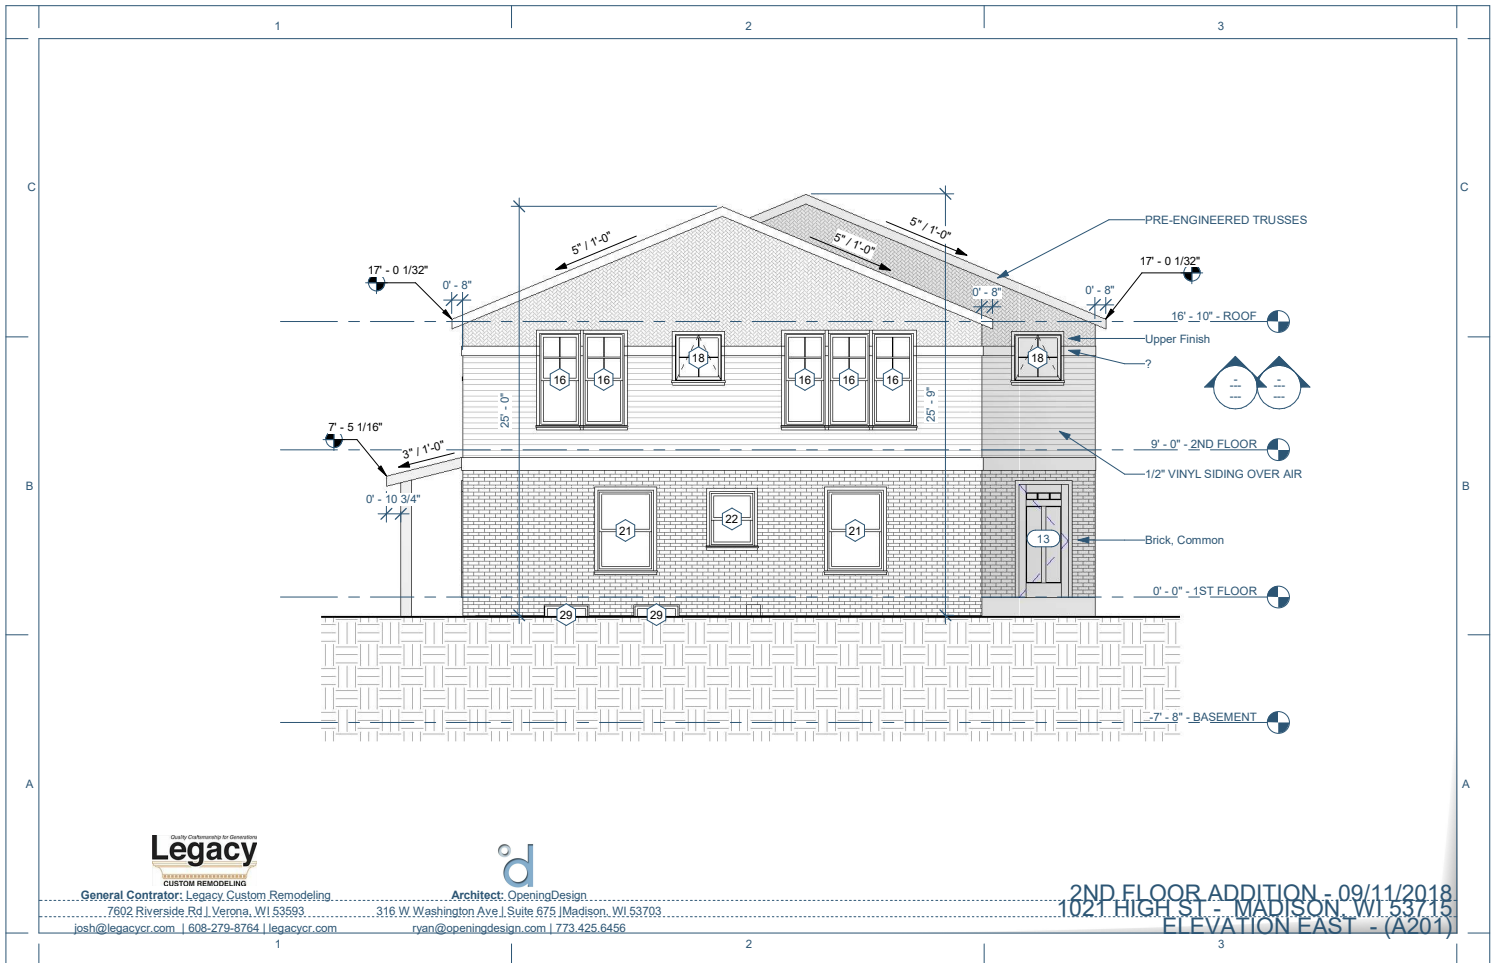 1
2
3
C
C
B
B
A
A
5" / 1'-0"
5" / 1'-0"
5" / 1'-0"
PRE-ENGINEERED TRUSSES
17' - 0 1/32"
17' - 0 1/32"
0' - 8"
0' - 8"
0' - 8"
16' - 10" - ROOF
Upper Finish
?
16
16
18
16
16
16
18
-
---
---
-
---
---
25' - 0"
25' - 9"
7' - 5 1/16"
3" / 1'-0"
9' - 0" - 2ND FLOOR
1/2" VINYL SIDING OVER AIR
0' - 10 3/4"
21
22
21
13
Brick, Common
0' - 0" - 1ST FLOOR
29
29
-7' - 8" - BASEMENT
Quality Craftsmanship for Generations
Legacy
CUSTOM REMODELING
General Contrator: Legacy Custom Remodeling
7602 Riverside Rd | Verona, WI 53593
josh@legacycr.com | 608-279-8764 | legacycr.com
d
Architect: OpeningDesign
316 W Washington Ave | Suite 675 |Madison, WI 53703
ryan@openingdesign.com | 773.425.6456
2ND FLOOR ADDITION - 09/11/2018
1021 HIGH ST - MADISON, WI 53715
ELEVATION EAST - (A201)
1
2
3